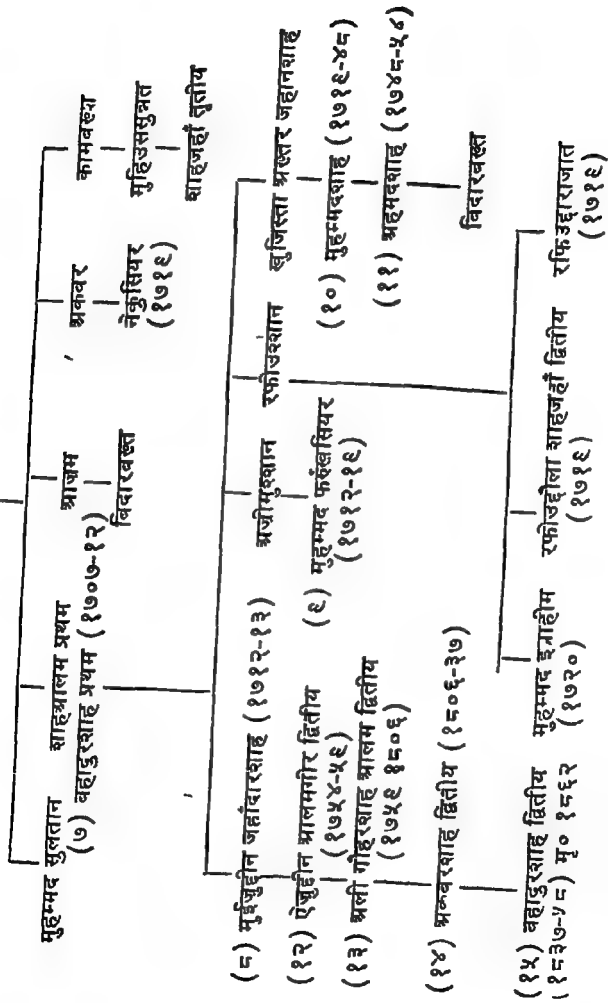 मुहम्मद सुलतान
शाहआलम प्रथम
(७) बहादुरशाह प्रथम (१७०७-१२)
आज़म
बिदारबख्त
अकबर
नेकुसियर
(१७१९)
कामबख्श
मुहिउससुन्नत
शाहजहाँ तृतीय
(८) मुईजुद्दीन जहाँदारशाह (१७१२-१३)
(१२) ऐजुद्दीन आलमगीर द्वितीय
(१७५४-५९)
(१३) अली गौहरशाह आलम द्वितीय
(१७५९ १८०६)
(१४) अकबरशाह द्वितीय (१८०६-३७)
(१५) बहादुरशाह द्वितीय
(१८३७-५८) मृ० १८६२
अज़ीमुश्शान
(९) मुहम्मद फर्रुखसियर
(१७१२-१९)
रफीउश्शान
मुहम्मद इब्राहीम
(१७२०)
रफीउद्दौला शाहजहाँ द्वितीय
(१७१९)
रफिउद्दाराजात
(१७१९)
खुजिस्ता अख्तर जहानशाह
(१०) मुहम्मदशाह (१७१९-४८)
(११) अहमदशाह (१७४८-५४)
बिदारबख्त